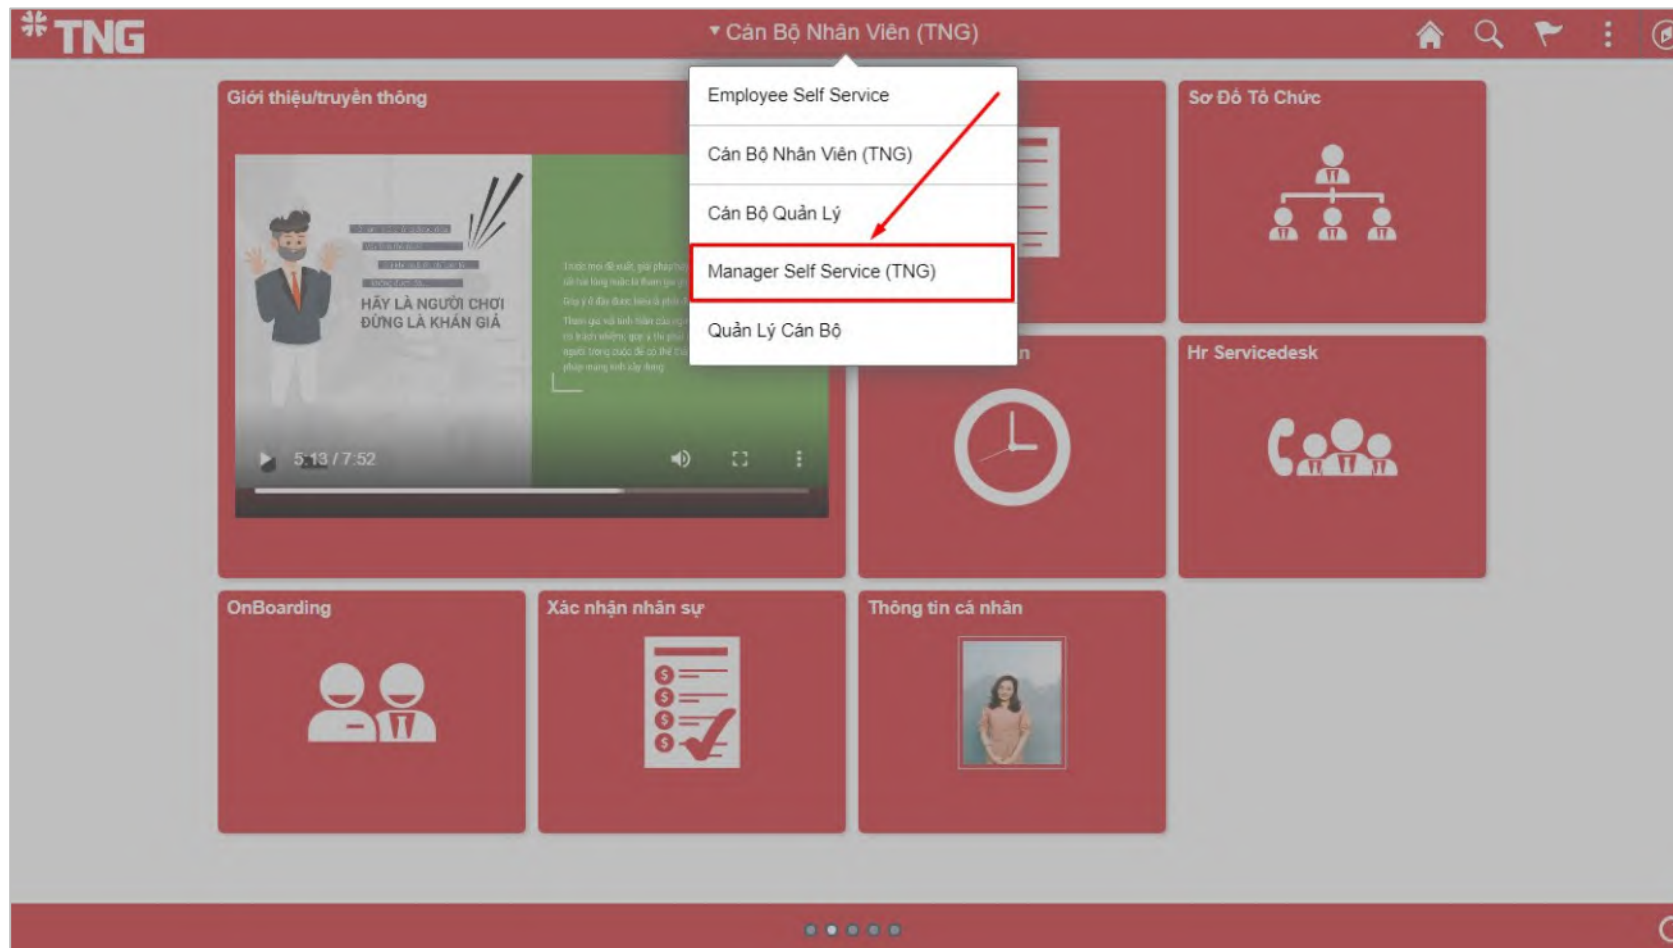 TNG
Cán Bộ Nhân Viên (TNG)
Employee Self Service
Cán Bộ Nhân Viên (TNG)
Cán Bộ Quản Lý
Manager Self Service (TNG)
Quản Lý Cán Bộ
Giới thiệu/truyền thông
HÃY LÀ NGƯỜI CHƠI
ĐỪNG LÀ KHÁN GIẢ
5:13 / 7:52
Sơ Đồ Tổ Chức
Hr Servicedesk
OnBoarding
Xác nhận nhân sự
Thông tin cá nhân